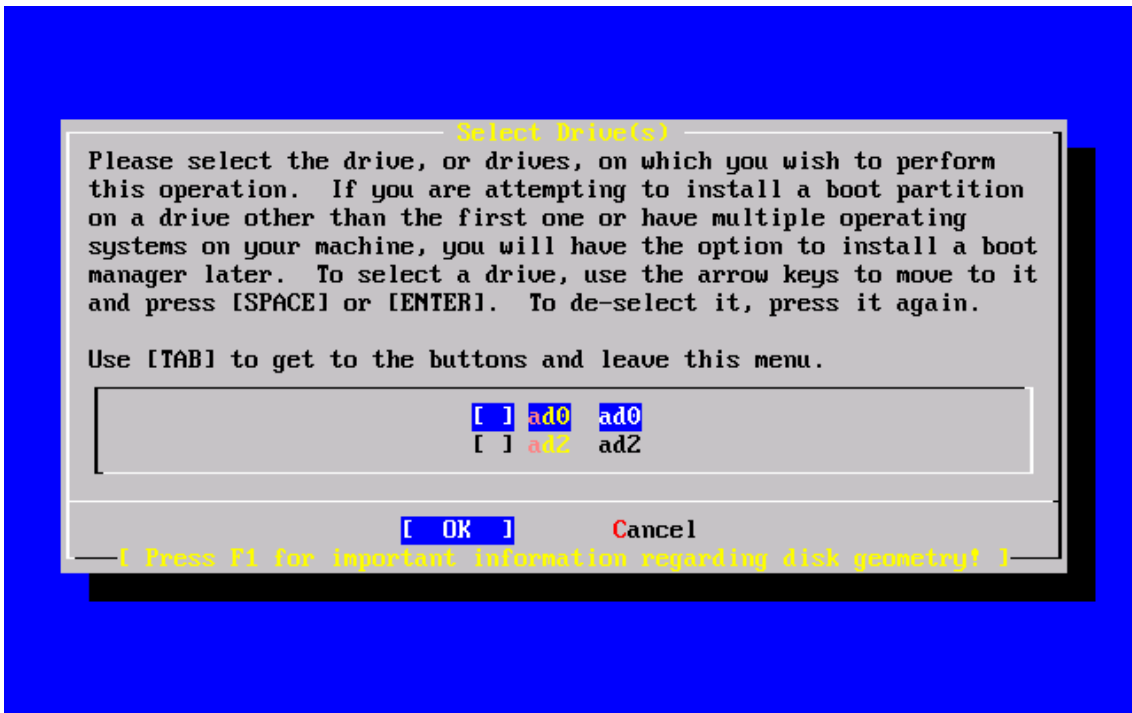 Select Drive(s)
Please select the drive, or drives, on which you wish to perform
this operation.  If you are attempting to install a boot partition
on a drive other than the first one or have multiple operating
systems on your machine, you will have the option to install a boot
manager later.  To select a drive, use the arrow keys to move to it
and press [SPACE] or [ENTER].  To de-select it, press it again.
Use [TAB] to get to the buttons and leave this menu.
[ ] ad0  ad0
[ ] ad2  ad2
[  OK  ]  Cancel
[ Press F1 for important information regarding disk geometry! ]